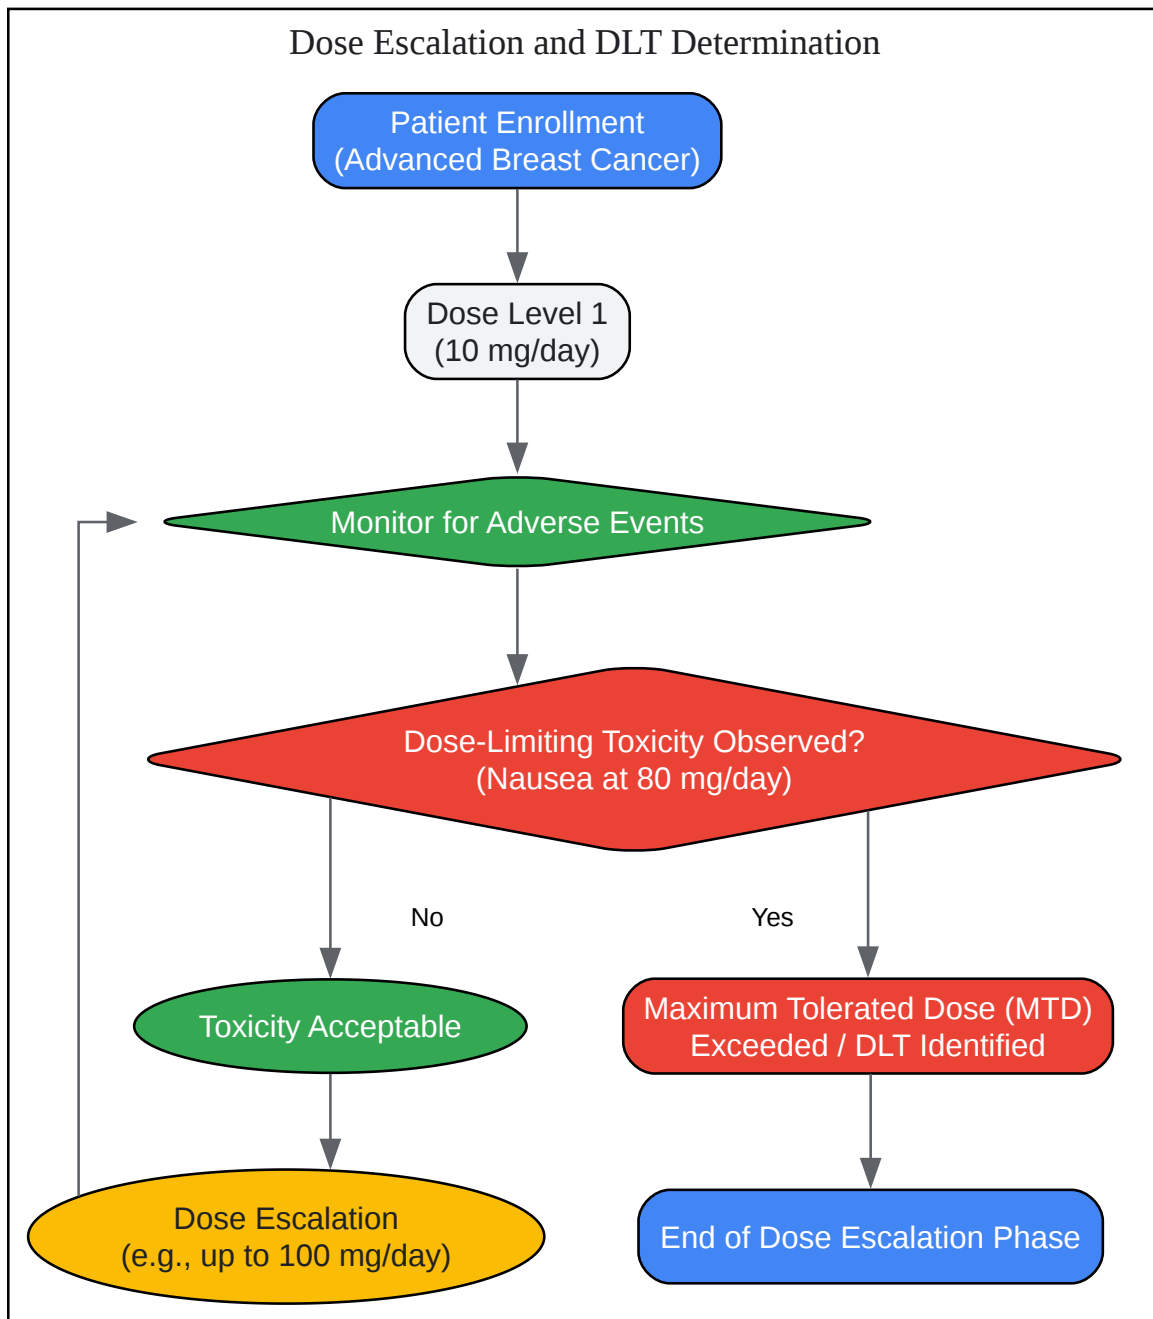 Dose Escalation and DLT Determination
Patient Enrollment
(Advanced Breast Cancer)
Dose Level 1
(10 mg/day)
Monitor for Adverse Events
Dose-Limiting Toxicity Observed?
(Nausea at 80 mg/day)
No
Yes
Toxicity Acceptable
Maximum Tolerated Dose (MTD)
Exceeded / DLT Identified
Dose Escalation
(e.g., up to 100 mg/day)
End of Dose Escalation Phase